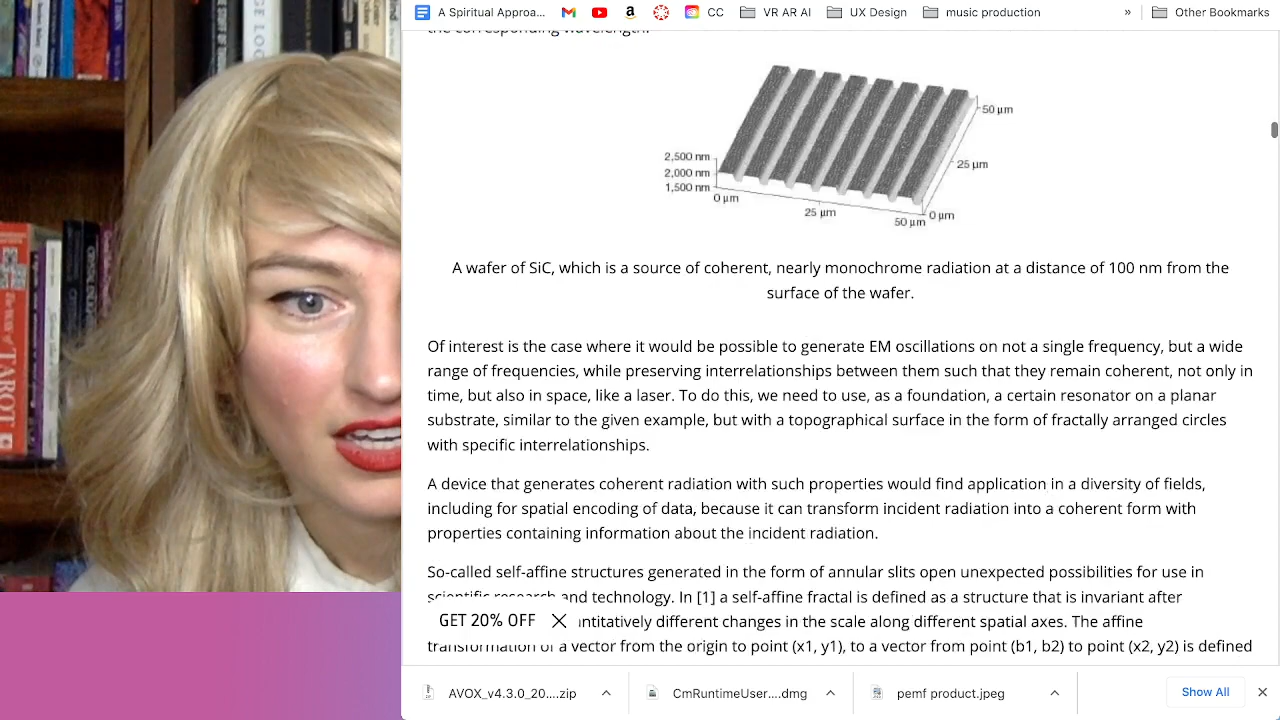 A Spiritual Approa...
CC
VR AR AI
UX Design
music production
»
Other Bookmarks
the corresponding wavelength.
50 µm
2,500 nm
2,000 nm
1,500 nm
25 µm
0 µm
25 µm
50 µm
0 µm
A wafer of SiC, which is a source of coherent, nearly monochrome radiation at a distance of 100 nm from the
surface of the wafer.
Of interest is the case where it would be possible to generate EM oscillations on not a single frequency, but a wide
range of frequencies, while preserving interrelationships between them such that they remain coherent, not only in
time, but also in space, like a laser. To do this, we need to use, as a foundation, a certain resonator on a planar
substrate, similar to the given example, but with a topographical surface in the form of fractally arranged circles
with specific interrelationships.
A device that generates coherent radiation with such properties would find application in a diversity of fields,
including for spatial encoding of data, because it can transform incident radiation into a coherent form with
properties containing information about the incident radiation.
So-called self-affine structures generated in the form of annular slits open unexpected possibilities for use in
scientific research and technology. In [1] a self-affine fractal is defined as a structure that is invariant after
GET 20% OFF
antitatively different changes in the scale along different spatial axes. The affine
transformation of a vector from the origin to point (x1, y1), to a vector from point (b1, b2) to point (x2, y2) is defined
AVOX_v4.3.0_20....zip
CmRuntimeUser....dmg
pemf product.jpeg
Show All
TAROT